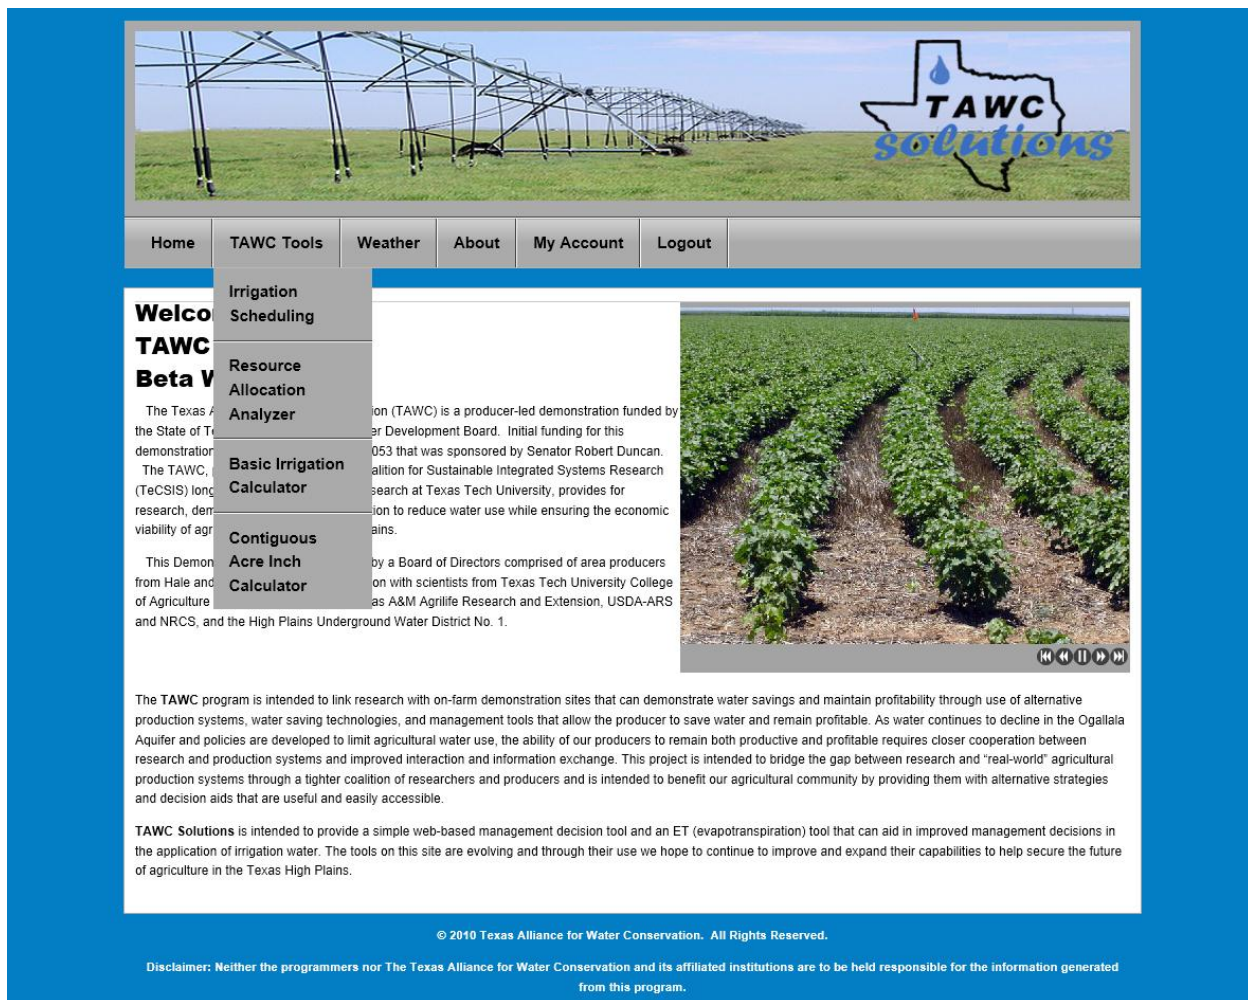 TAWC
solutions
Home TAWC Tools Weather About My Account Logout
Irrigation
Scheduling
Resource
Allocation
Analyzer
Basic Irrigation
Calculator
Contiguous
Acre Inch
Calculator
TAWC
Beta
The Texas (TAWC) is a producer-led demonstration funded by
the State of er Development Board. Initial funding for this
demonstration 053 that was sponsored by Senator Robert Duncan.
The TAWC, alition for Sustainable Integrated Systems Research
(TeCSIS) long search at Texas Tech University, provides for
research, dem tion to reduce water use while ensuring the economic
viability of agr ains.
This Demon by a Board of Directors comprised of area producers
from Hale and on with scientists from Texas Tech University College
of Agriculture as A&M Agrilife Research and Extension, USDA-ARS
and NRCS, and the High Plains Underground Water District No. 1.
The TAWC program is intended to link research with on-farm demonstration sites that can demonstrate water savings and maintain profitability through use of alternative
production systems, water saving technologies, and management tools that allow the producer to save water and remain profitable. As water continues to decline in the Ogallala
Aquifer and policies are developed to limit agricultural water use, the ability of our producers to remain both productive and profitable requires closer cooperation between
research and production systems and improved interaction and information exchange. This project is intended to bridge the gap between research and “real-world” agricultural
production systems through a tighter coalition of researchers and producers and is intended to benefit our agricultural community by providing them with alternative strategies
and decision aids that are useful and easily accessible.
TAWC Solutions is intended to provide a simple web-based management decision tool and an ET (evapotranspiration) tool that can aid in improved management decisions in
the application of irrigation water. The tools on this site are evolving and through their use we hope to continue to improve and expand their capabilities to help secure the future
of agriculture in the Texas High Plains.
© 2010 Texas Alliance for Water Conservation. All Rights Reserved.
Disclaimer: Neither the programmers nor The Texas Alliance for Water Conservation and its affiliated institutions are to be held responsible for the information generated
from this program.